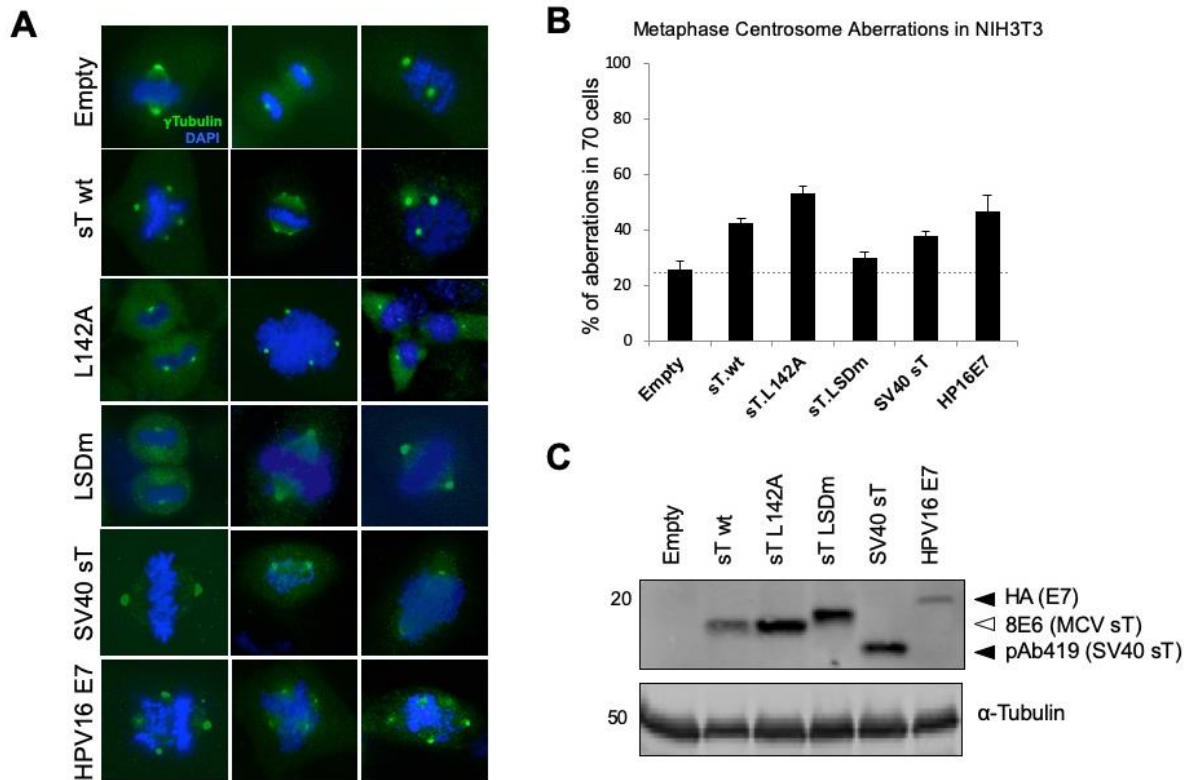 A
Empty
γTubulin
DAPI
sT wt
L142A
LSDm
SV40 sT
HPV16 E7
B
Metaphase Centrosome Aberrations in NIH3T3
% of aberrations in 70 cells
100
80
60
40
20
0
Empty
sT.wt
sT.L142A
sT.LSDm
SV40 sT
HP16E7
C
Empty
sT wt
sT L142A
sT LSDm
SV40 sT
HPV16 E7
20
HA (E7)
8E6 (MCV sT)
pAb419 (SV40 sT)
50
α-Tubulin